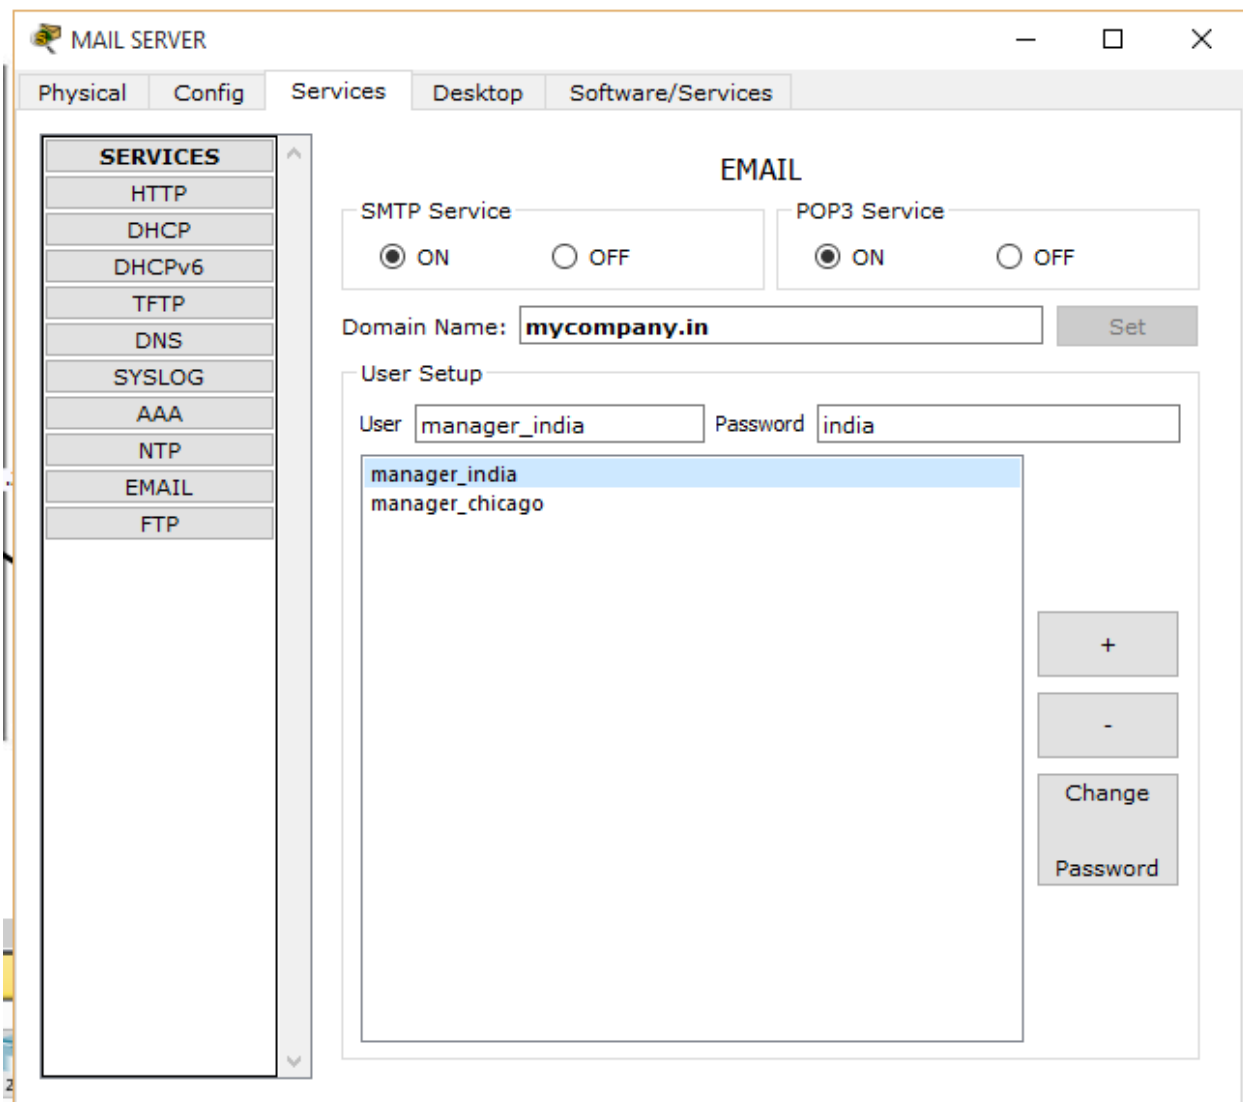 MAIL SERVER
Physical Config Services Desktop Software/Services
SERVICES
HTTP
DHCP
DHCPv6
TFTP
DNS
SYSLOG
AAA
NTP
EMAIL
FTP
EMAIL
SMTP Service
ON OFF
POP3 Service
ON OFF
Domain Name: mycompany.in Set
User Setup
User manager_india Password india
manager_india
manager_chicago
+
-
Change
Password